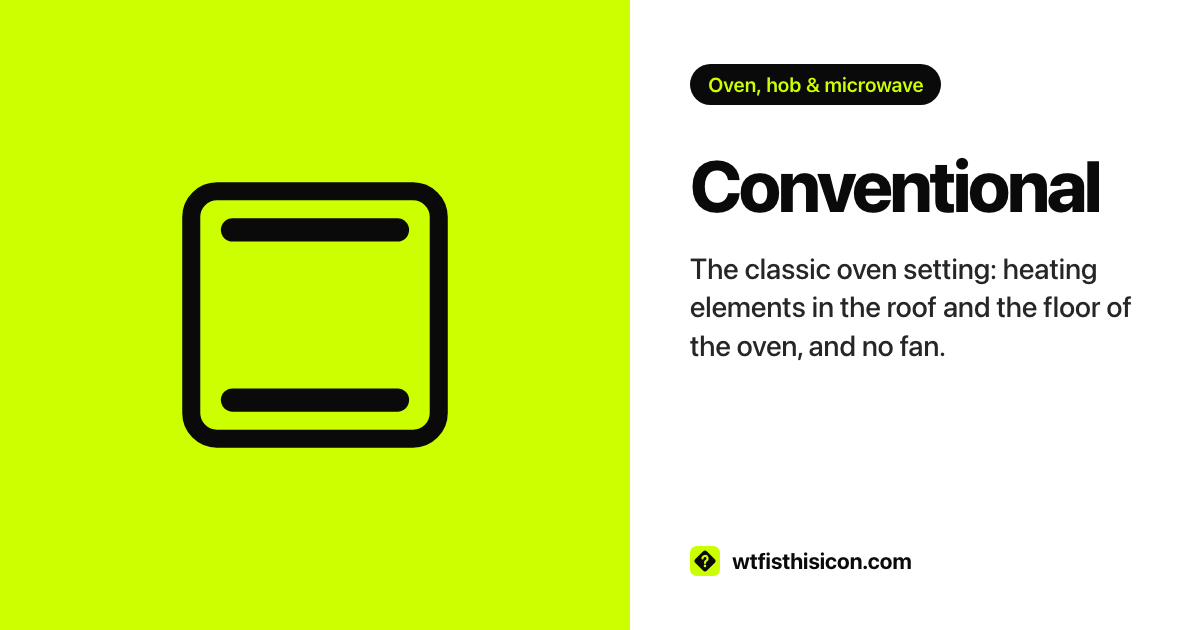 Oven, hob & microwave
Conventional
The classic oven setting: heating
elements in the roof and the floor of
the oven, and no fan.
?
wtfisthisicon.com